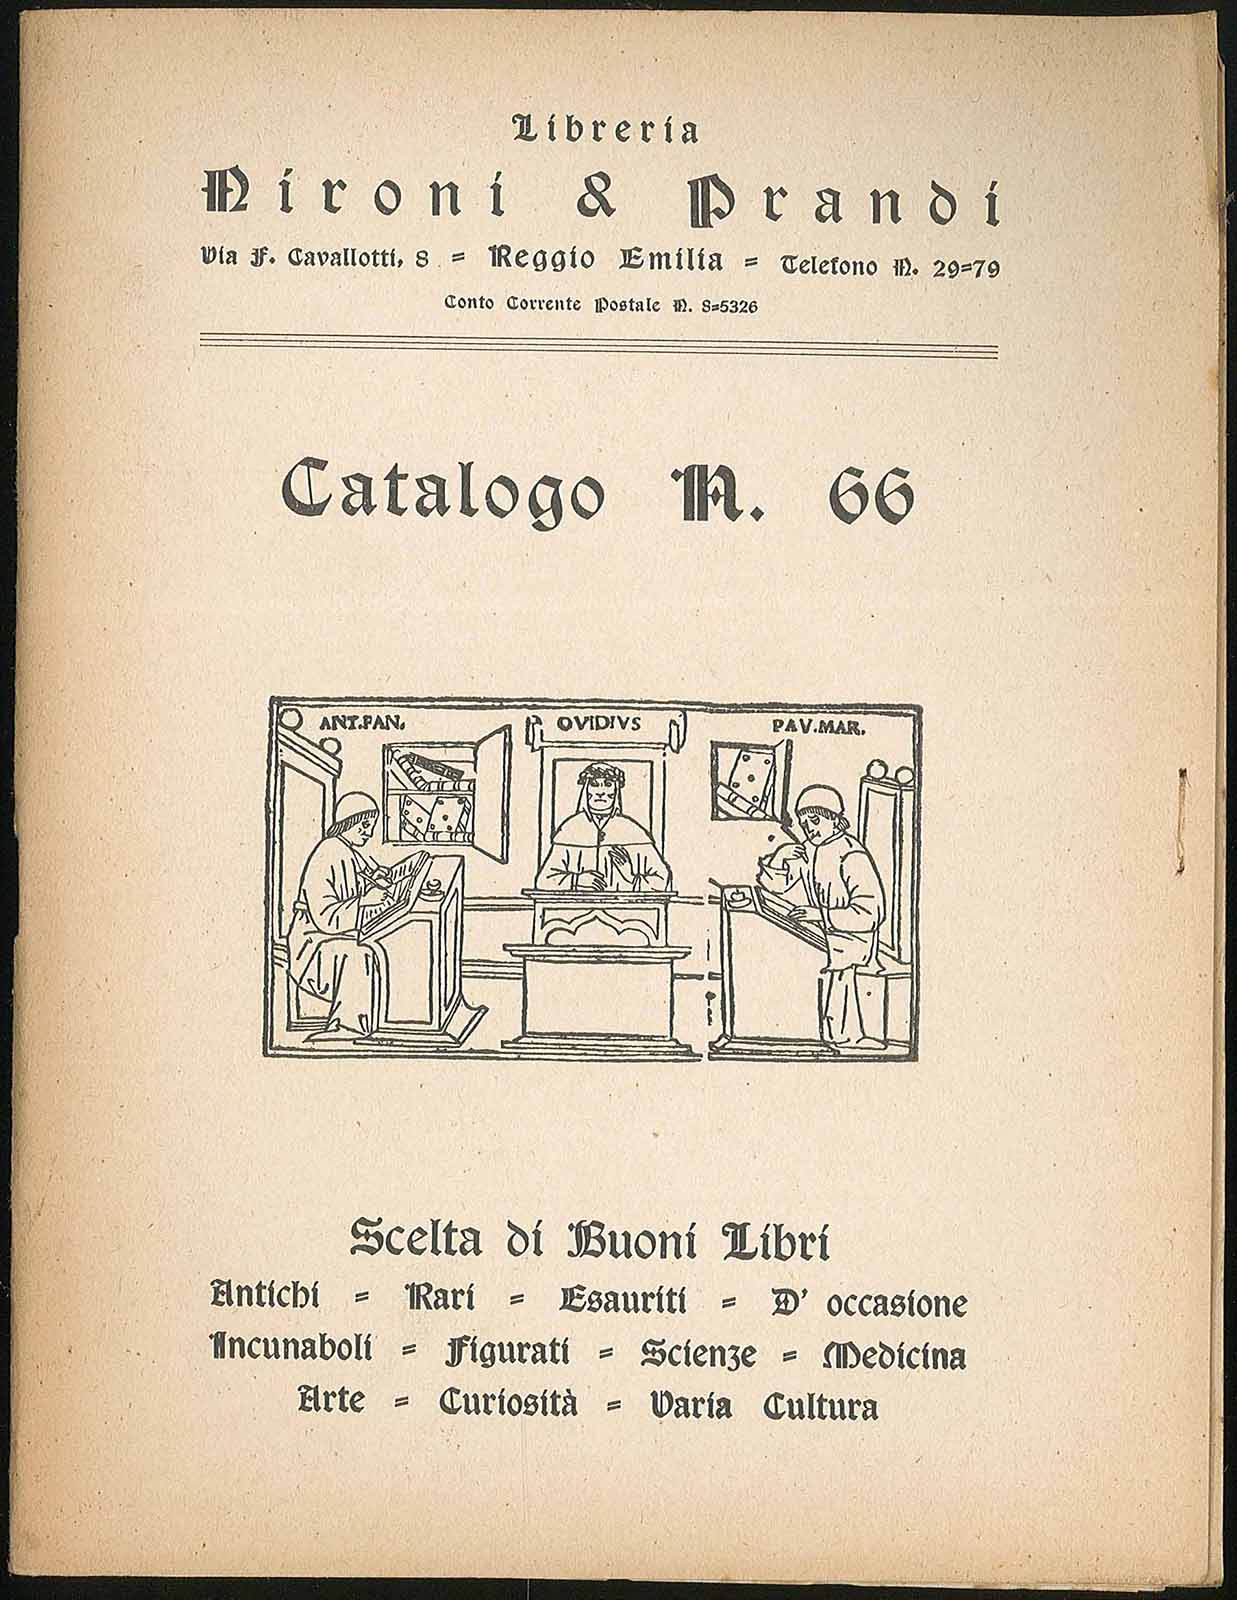 Libreria
Nironi & Prandi
Via F. Cavallotti, 8 = Reggio Emilia = Telefono N. 29=79
Conto Corrente Postale N. 8=5326
Catalogo N. 66
ANT.FAN. OVIDIVS PAV.MAR.
Scelta di Buoni Libri
Antichi = Rari = Esauriti = D' occasione
Incunaboli = Figurati = Scienze = Medicina
Arte = Curiosità = Varia Cultura